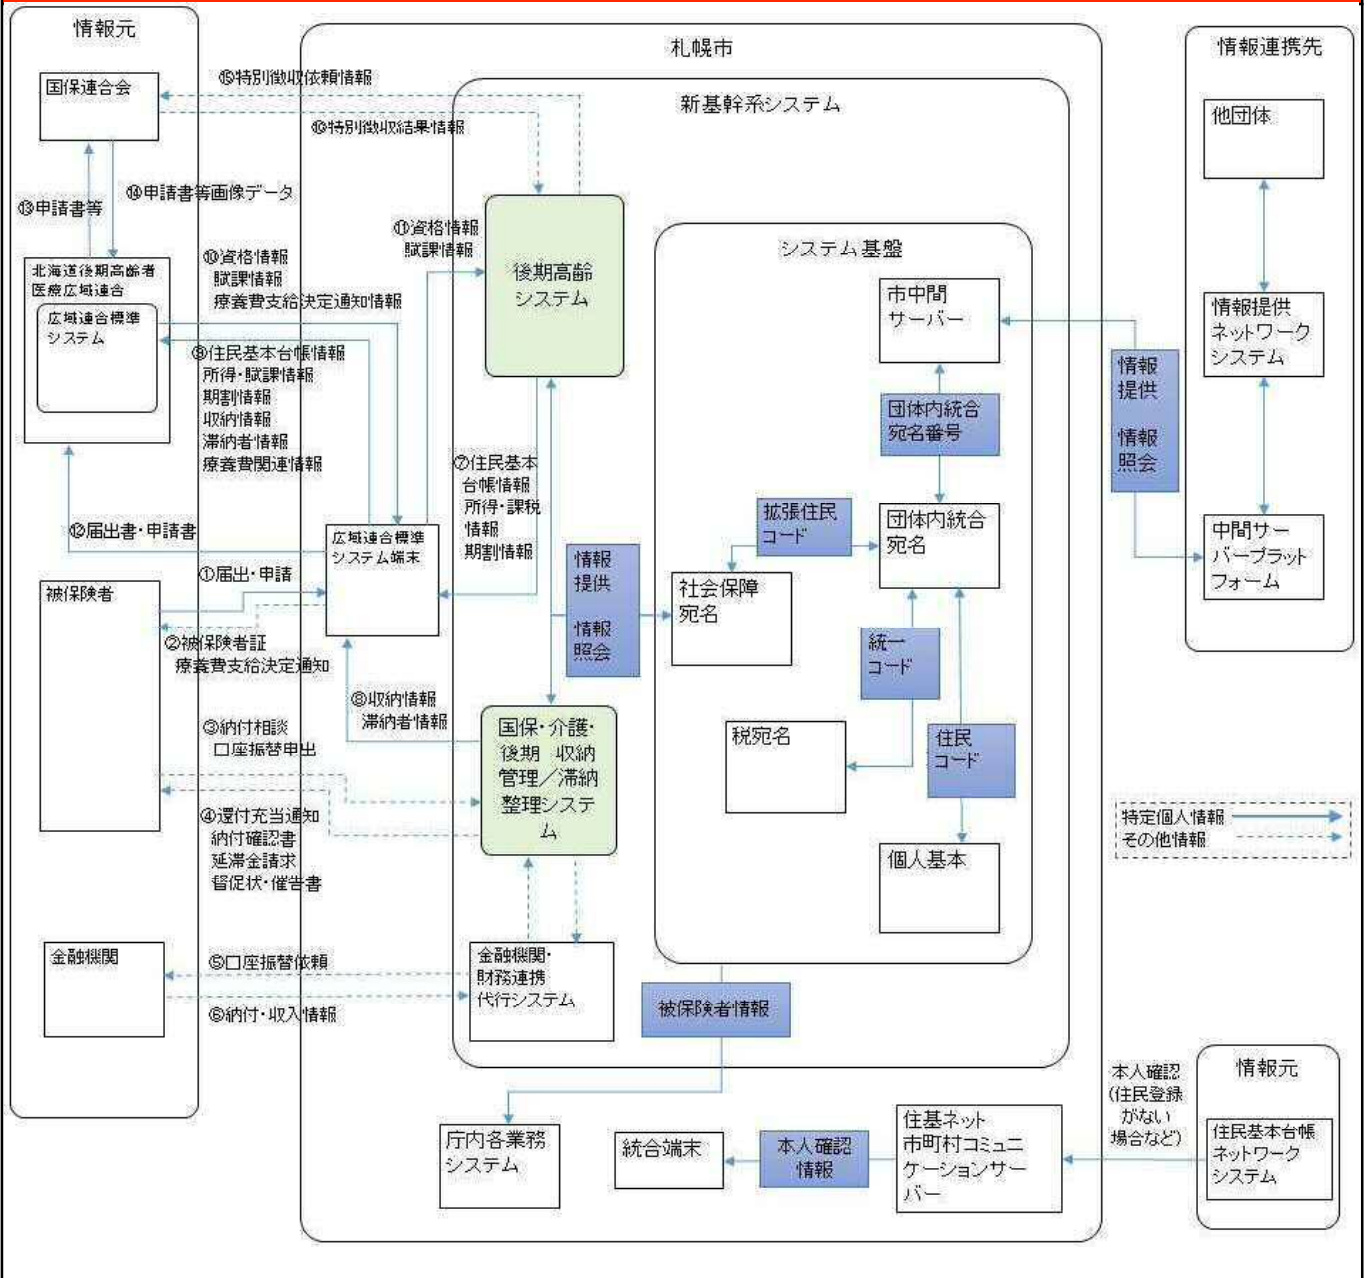 情報元
国保連合会
⑮特別徴収依頼情報
⑯特別徴収結果情報
⑬申請書等
⑭申請書等画像データ
北海道後期高齢者
医療広域連合
広域連合標準
システム
⑩資格情報
賦課情報
療養費支給決定通知情報
⑨住民基本台帳情報
所得・賦課情報
期割情報
収納情報
滞納者情報
療養費関連情報
⑫届出書・申請書
被保険者
①届出・申請
②被保険者証
療養費支給決定通知
③納付相談
口座振替申出
④還付充当通知
納付確認書
延滞金請求
督促状・催告書
金融機関
⑤口座振替依頼
⑥納付・収入情報
札幌市
新基幹系システム
⑪資格情報
賦課情報
後期高齢
システム
⑦住民基本
台帳情報
所得・課税
情報
期割情報
広域連合標準
システム端末
⑧収納情報
滞納者情報
情報
提供
情報
照会
国保・介護・
後期 収納
管理/滞納
整理システ
ム
金融機関・
財務連携
代行システム
システム基盤
市中間
サーバー
団体内統合
宛名番号
拡張住民
コード
団体内統合
宛名
社会保障
宛名
統一
コード
税宛名
住民
コード
個人基本
被保険者情報
庁内各業務
システム
統合端末
本人確認
情報
住基ネット
市町村コミュニ
ケーションサー
バー
情報連携先
他団体
情報提供
ネットワーク
システム
情報
提供
情報
照会
中間サー
バープラット
フォーム
特定個人情報
その他情報
本人確認
(住民登録
がない
場合など)
情報元
住民基本台帳
ネットワーク
システム